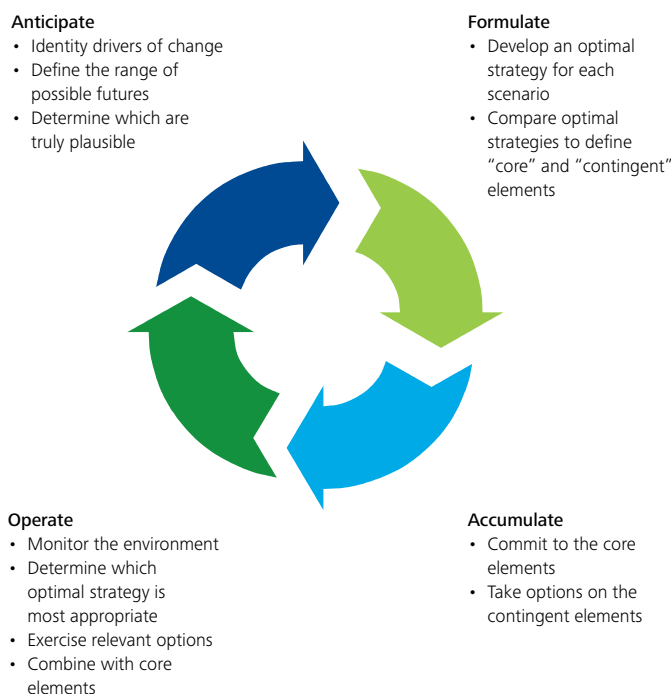 Anticipate
• Identity drivers of change
• Define the range of
possible futures
• Determine which are
truly plausible
Formulate
• Develop an optimal
strategy for each
scenario
• Compare optimal
strategies to define
“core” and “contingent”
elements
Operate
• Monitor the environment
• Determine which
optimal strategy is
most appropriate
• Exercise relevant options
• Combine with core
elements
Accumulate
• Commit to the core
elements
• Take options on the
contingent elements